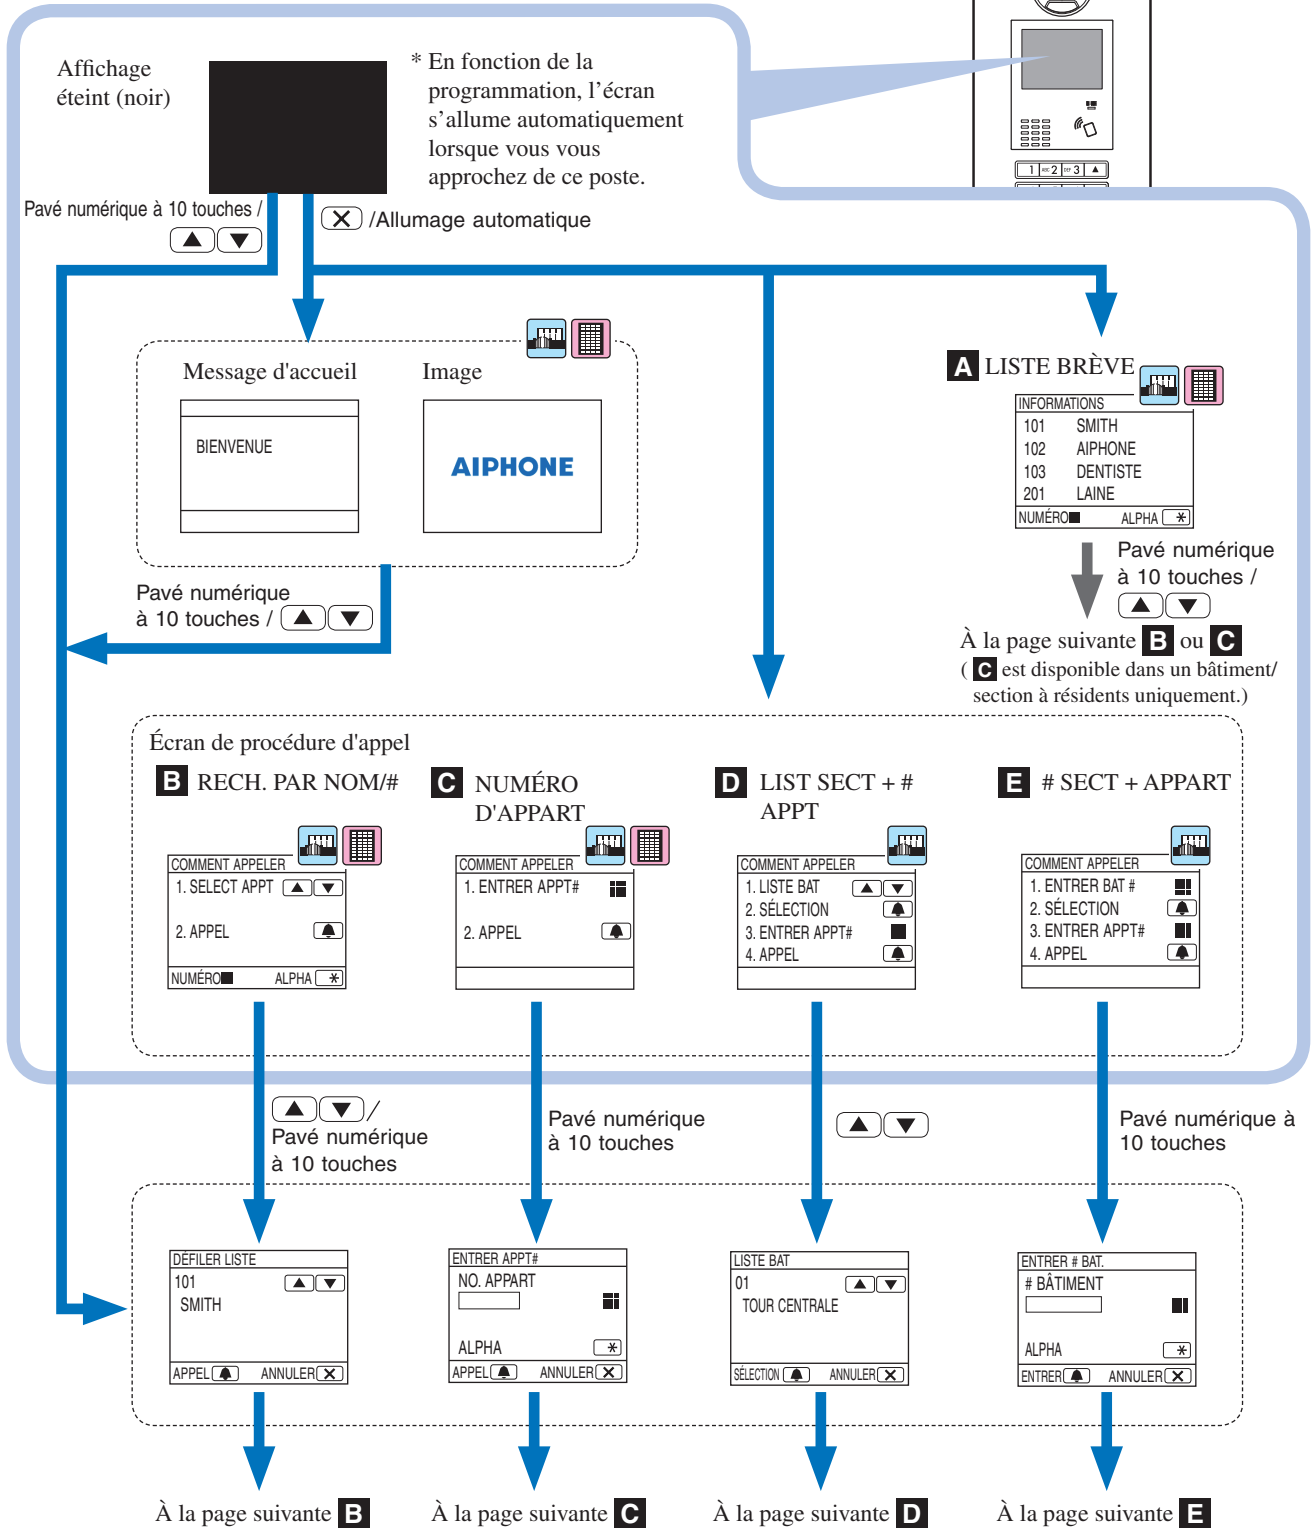 Affichage
éteint (noir)
* En fonction de la
programmation, l'écran
s'allume automatiquement
lorsque vous vous
approchez de ce poste.
1 ABC 2 DEF 3
Pavé numérique à 10 touches /
/Allumage automatique
Message d'accueil
Image
BIENVENUE
AIPHONE
A LISTE BRÈVE
INFORMATIONS
101 SMITH
102 AIPHONE
103 DENTISTE
201 LAINE
NUMÉRO ALPHA *
Pavé numérique
à 10 touches /
Pavé numérique
à 10 touches /
À la page suivante B ou C
( C est disponible dans un bâtiment/
section à résidents uniquement.)
Écran de procédure d'appel
B RECH. PAR NOM/#
COMMENT APPELER
1. SELECT APPT
2. APPEL
NUMÉRO ALPHA *
C NUMÉRO
D'APPART
COMMENT APPELER
1. ENTRER APPT#
2. APPEL
D LIST SECT + #
APPT
COMMENT APPELER
1. LISTE BAT
2. SÉLECTION
3. ENTRER APPT#
4. APPEL
E # SECT + APPART
COMMENT APPELER
1. ENTRER BAT #
2. SÉLECTION
3. ENTRER APPT#
4. APPEL
/
Pavé numérique
à 10 touches
Pavé numérique
à 10 touches
Pavé numérique à
10 touches
DÉFILER LISTE
101
SMITH
APPEL ANNULER
ENTRER APPT#
NO. APPART
ALPHA *
APPEL ANNULER
LISTE BAT
01
TOUR CENTRALE
SÉLECTION ANNULER
ENTRER # BAT.
# BÂTIMENT
ALPHA *
ENTRER ANNULER
À la page suivante B
À la page suivante C
À la page suivante D
À la page suivante E